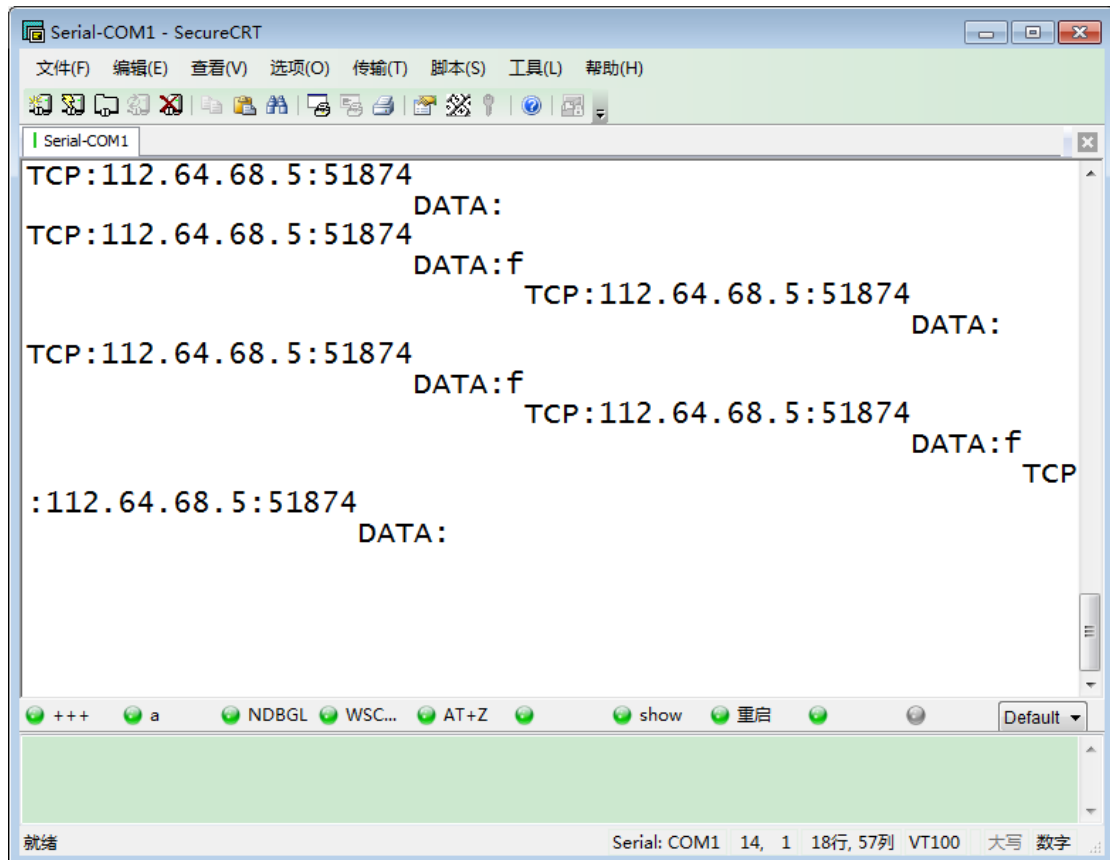 Serial-COM1 - SecureCRT
文件(F) 编辑(E) 查看(V) 选项(O) 传输(T) 脚本(S) 工具(L) 帮助(H)
Serial-COM1
TCP:112.64.68.5:51874
DATA:
TCP:112.64.68.5:51874
DATA:f
TCP:112.64.68.5:51874
DATA:
TCP:112.64.68.5:51874
DATA:f
TCP:112.64.68.5:51874
DATA:f
TCP
:112.64.68.5:51874
DATA:
+++ a NDBGL WSC... AT+Z show 重启 Default
就绪 Serial: COM1 14, 1 18行, 57列 VT100 大写 数字